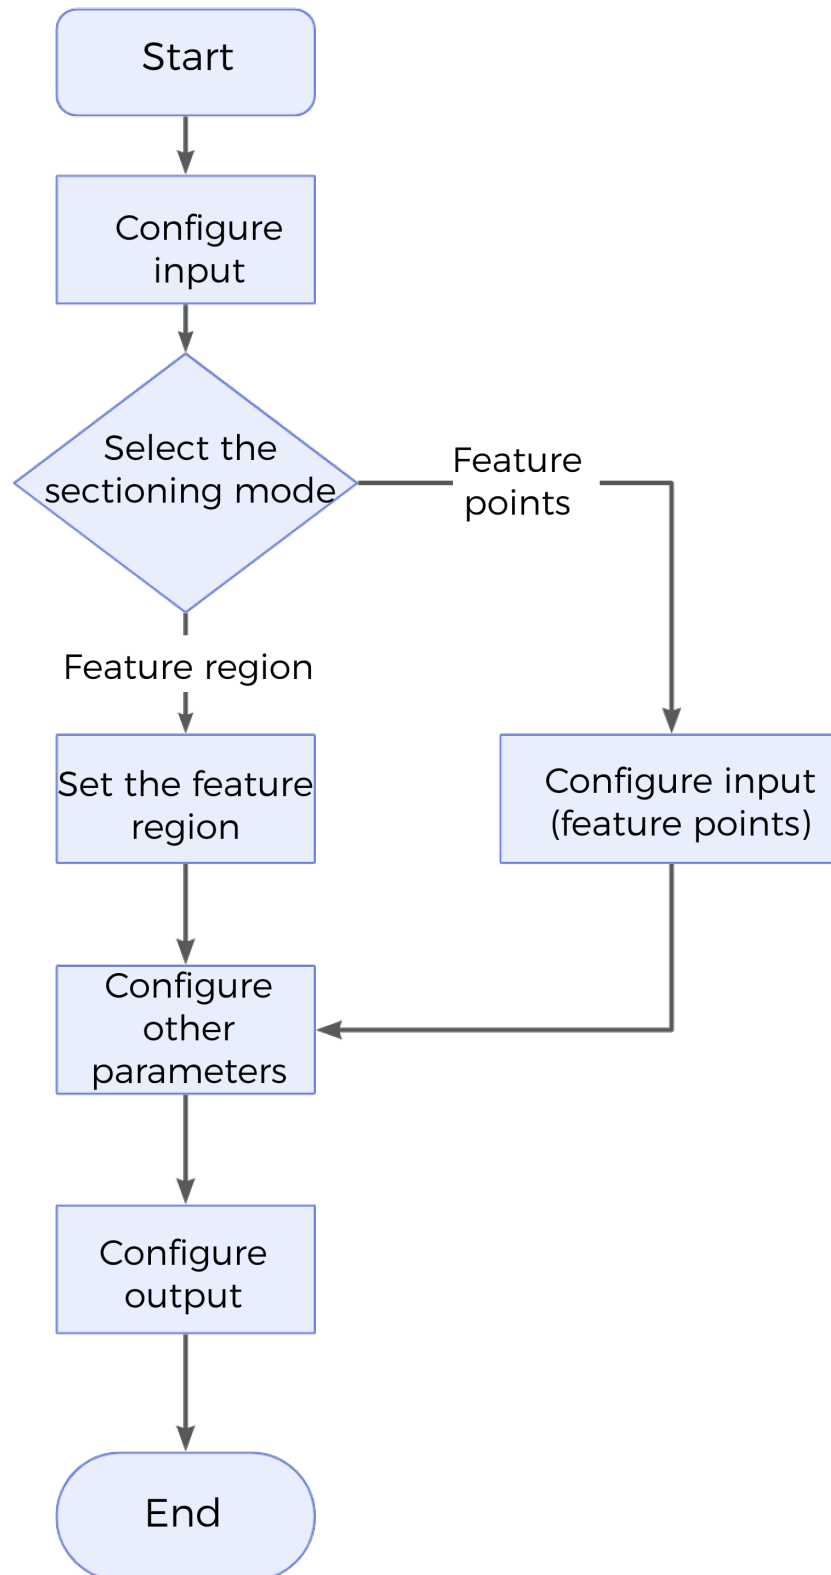 Start
Configure
input
Select the
sectioning mode
Feature
points
Feature region
Set the feature
region
Configure input
(feature points)
Configure
other
parameters
Configure
output
End